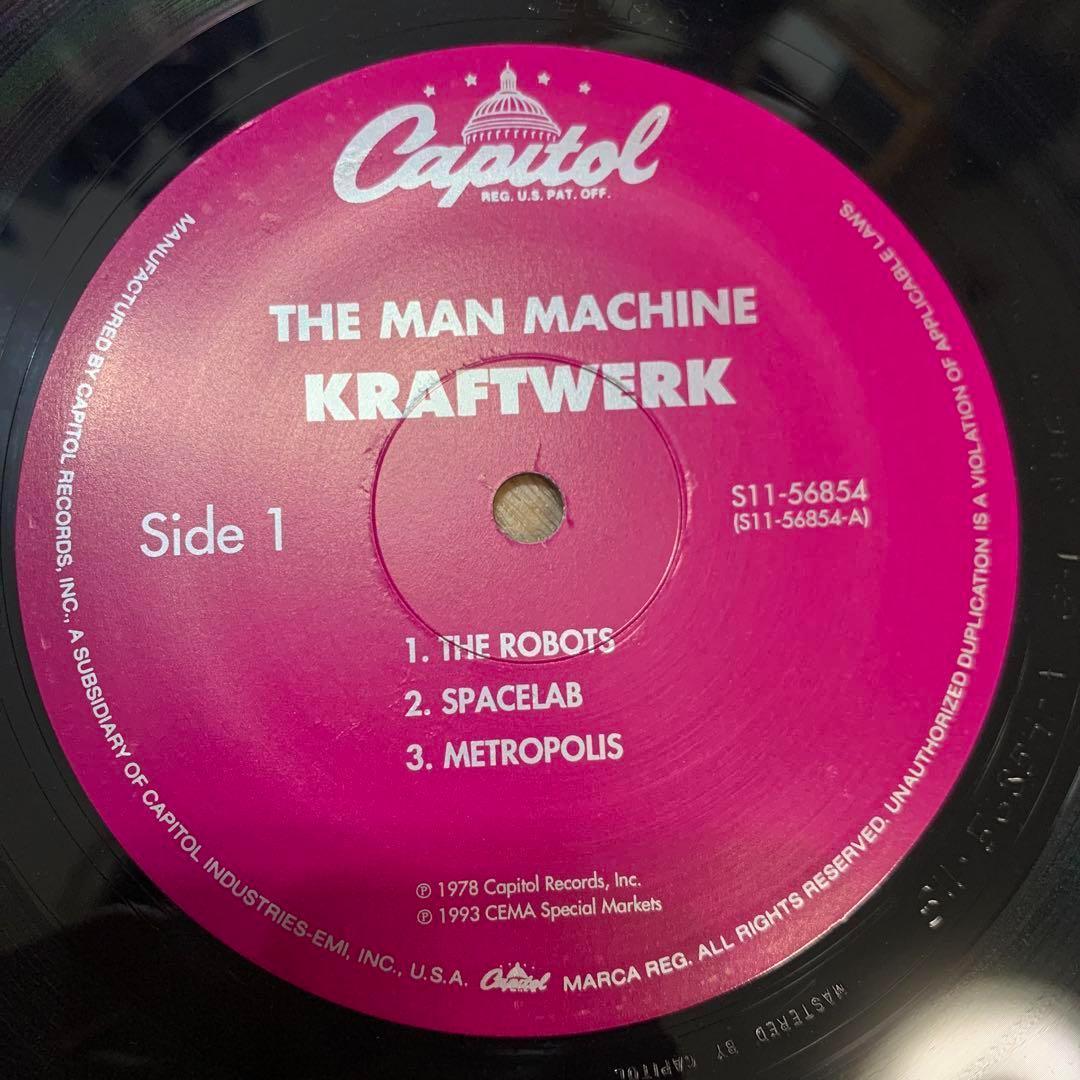 Capitol
REG. U.S. PAT. OFF.
THE MAN MACHINE
KRAFTWERK
Side 1
S11-56854
(S11-56854-A)
1. THE ROBOTS
2. SPACELAB
3. METROPOLIS
℗ 1978 Capitol Records, Inc.
℗ 1993 CEMA Special Markets
MANUFACTURED BY CAPITOL RECORDS, INC., A SUBSIDIARY OF CAPITOL INDUSTRIES-EMI, INC., U.S.A. Capitol MARCA REG. ALL RIGHTS RESERVED. UNAUTHORIZED DUPLICATION IS A VIOLATION OF APPLICABLE LAWS.
MASTERED BY CAPITOL